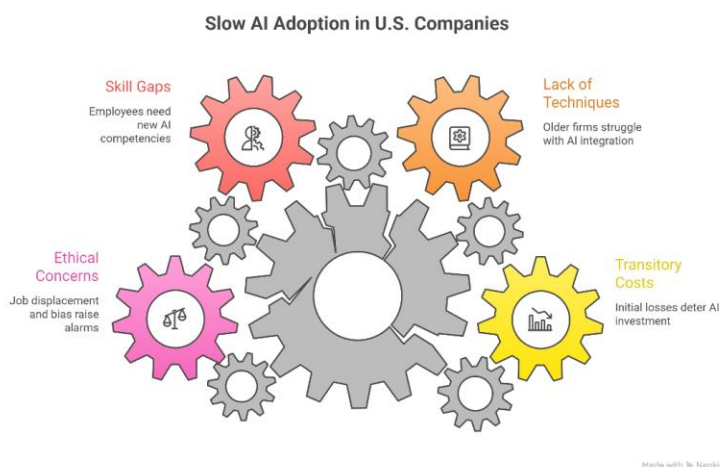 Slow AI Adoption in U.S. Companies
Skill Gaps
Employees need
new AI
competencies
Lack of
Techniques
Older firms struggle
with AI integration
Ethical
Concerns
Job displacement
and bias raise
alarms
Transitory
Costs
Initial losses deter AI
investment
Made with Napki